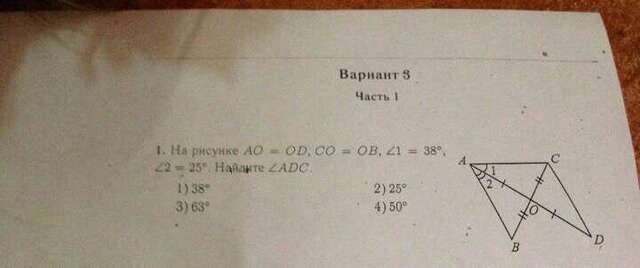 Вариант 3
Часть 1
1. На рисунке AO = OD, CO = OB, ∠1 = 38°,
∠2 = 25°. Найдите ∠ADC.
1) 38° 2) 25°
3) 63° 4) 50°
A C
1
2
O
B D